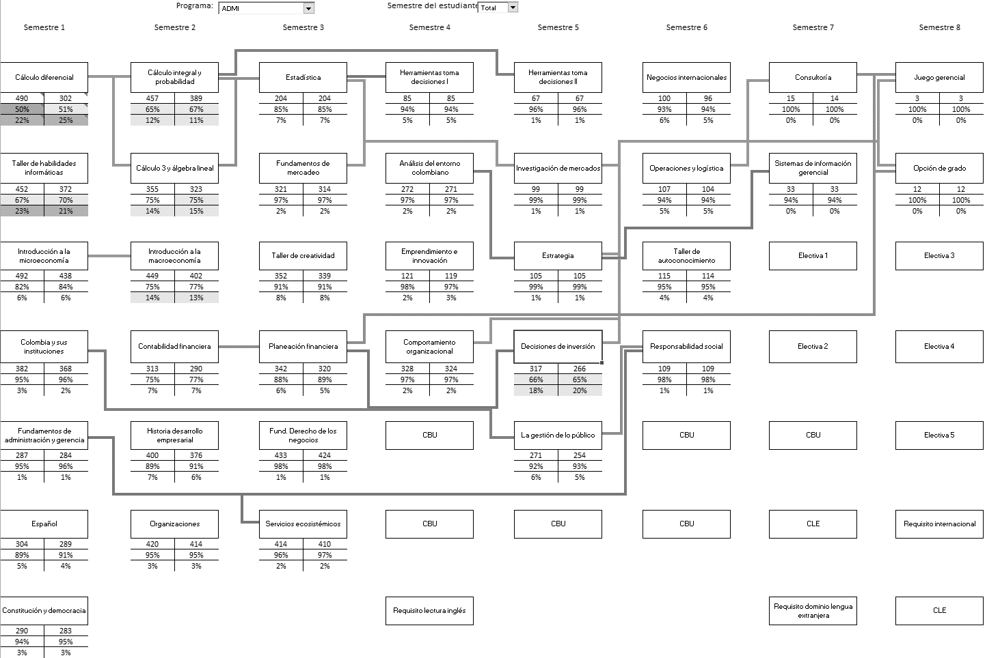 Programa: ADMI Semestre del estudiante Total
Semestre 1 Semestre 2 Semestre 3 Semestre 4 Semestre 5 Semestre 6 Semestre 7 Semestre 8
Cálculo diferencial
490 302
50% 51%
22% 25%
Cálculo integral y
probabilidad
457 389
65% 67%
12% 11%
Estadística
204 204
85% 85%
7% 7%
Herramientas toma
decisiones I
85 85
94% 94%
5% 5%
Herramientas toma
decisiones II
67 67
96% 96%
1% 1%
Negocios internacionales
100 96
93% 94%
6% 5%
Consultoría
15 14
100% 100%
0% 0%
Juego gerencial
3 3
100% 100%
0% 0%
Taller de habilidades
informáticas
452 372
67% 70%
23% 21%
Cálculo 3 y álgebra lineal
355 323
75% 75%
14% 15%
Fundamentos de
mercadeo
321 314
97% 97%
2% 2%
Análisis del entorno
colombiano
272 271
97% 97%
2% 2%
Investigación de mercados
99 99
99% 99%
1% 1%
Operaciones y logística
107 104
94% 94%
5% 5%
Sistemas de información
gerencial
33 33
94% 94%
0% 0%
Opción de grado
12 12
100% 100%
0% 0%
Introducción a la
microeconomía
492 438
82% 84%
6% 6%
Introducción a la
macroeconomía
449 402
75% 77%
14% 13%
Taller de creatividad
352 339
91% 91%
8% 8%
Emprendimiento e
innovación
121 119
98% 97%
2% 3%
Estrategia
105 105
99% 99%
1% 1%
Taller de
autoconocimiento
115 114
95% 95%
4% 4%
Electiva 1
Electiva 3
Colombia y sus
instituciones
382 368
95% 96%
3% 2%
Contabilidad financiera
313 290
75% 77%
7% 7%
Planeación financiera
342 320
88% 89%
6% 5%
Comportamiento
organizacional
328 324
97% 97%
2% 2%
Decisiones de inversión
317 266
66% 65%
18% 20%
Responsabilidad social
109 109
98% 98%
1% 1%
Electiva 2
Electiva 4
Fundamentos de
administración y gerencia
287 284
95% 96%
1% 1%
Historia desarrollo
empresarial
400 376
89% 91%
7% 6%
Fund. Derecho de los
negocios
433 424
98% 98%
1% 1%
CBU
La gestión de lo público
271 254
92% 93%
6% 5%
CBU
CBU
Electiva 5
Español
304 289
89% 91%
5% 4%
Organizaciones
420 414
95% 95%
3% 3%
Servicios ecosistémicos
414 410
96% 97%
2% 2%
CBU
CBU
CBU
CLE
Requisito internacional
Constitución y democracia
290 283
94% 95%
3% 3%
Requisito lectura inglés
Requisito dominio lengua
extranjera
CLE